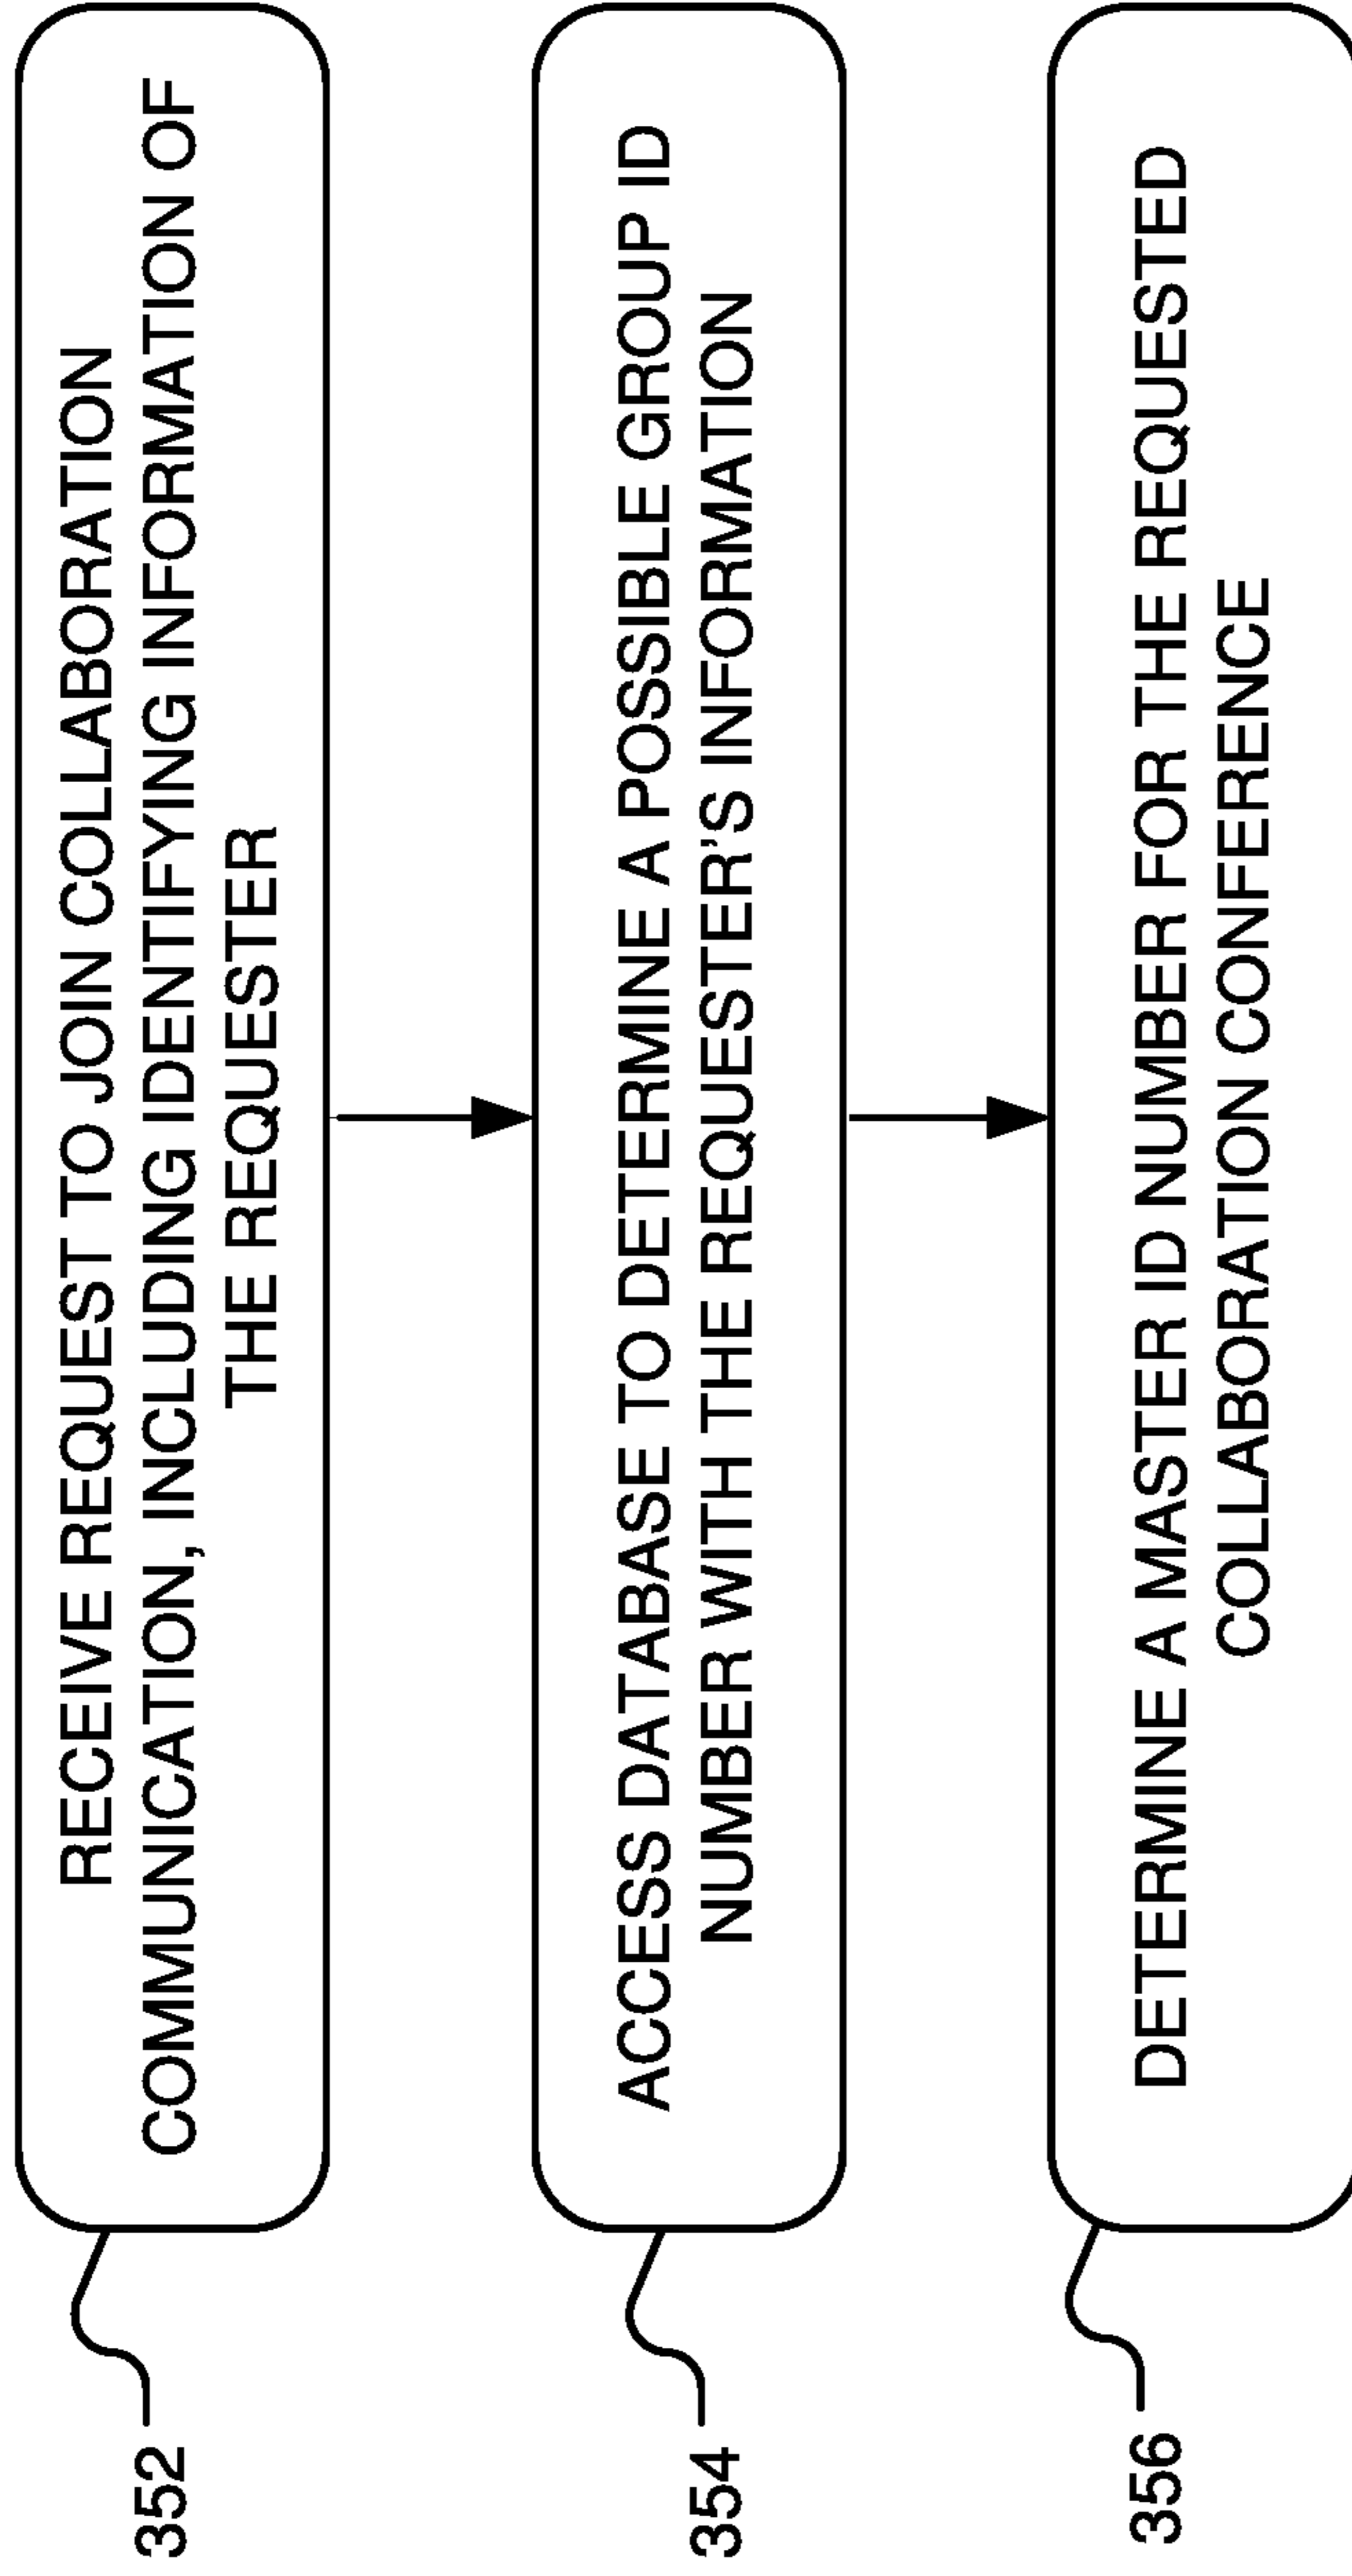 RECEIVE REQUEST TO JOIN COLLABORATION
COMMUNICATION, INCLUDING IDENTIFYING INFORMATION OF
THE REQUESTER
352
ACCESS DATABASE TO DETERMINE A POSSIBLE GROUP ID
NUMBER WITH THE REQUESTER'S INFORMATION
354
DETERMINE A MASTER ID NUMBER FOR THE REQUESTED
COLLABORATION CONFERENCE
356